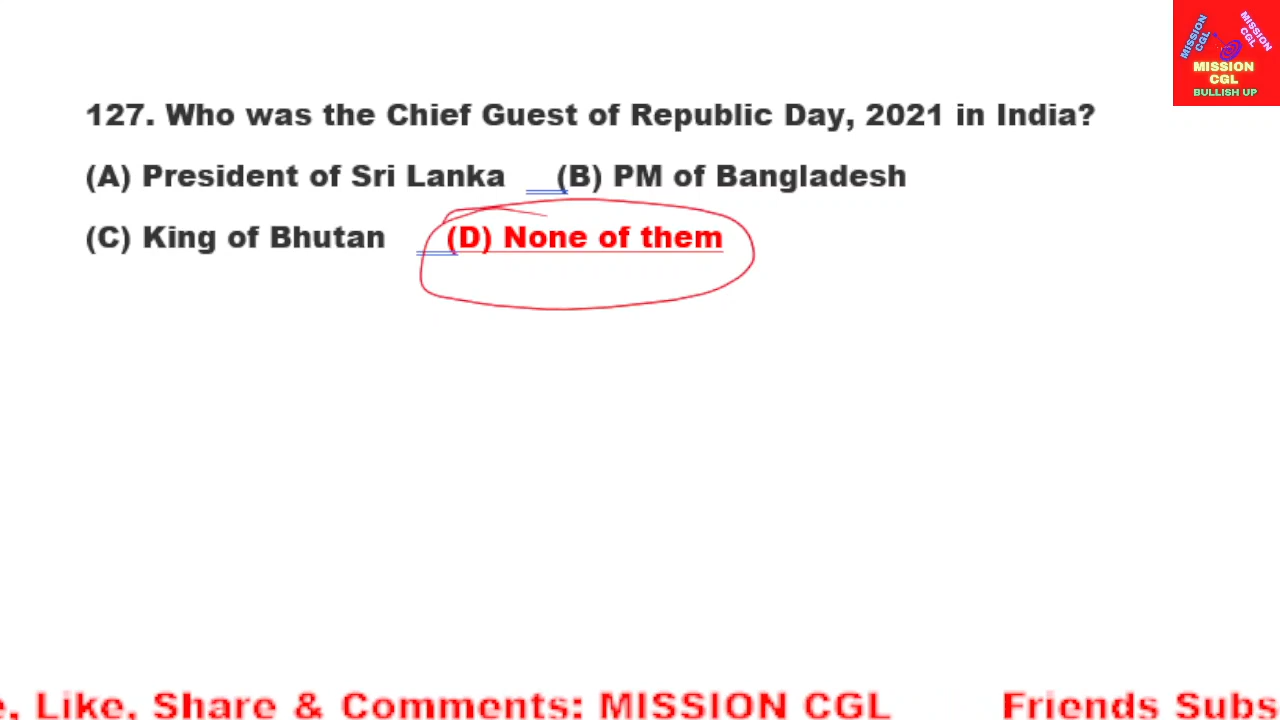 MISSION
CGL
MISSION
CGL
MISSION
CGL
BULLISH UP
127. Who was the Chief Guest of Republic Day, 2021 in India?
(A) President of Sri Lanka (B) PM of Bangladesh
(C) King of Bhutan (D) None of them
e, Like, Share & Comments: MISSION CGL Friends Subs